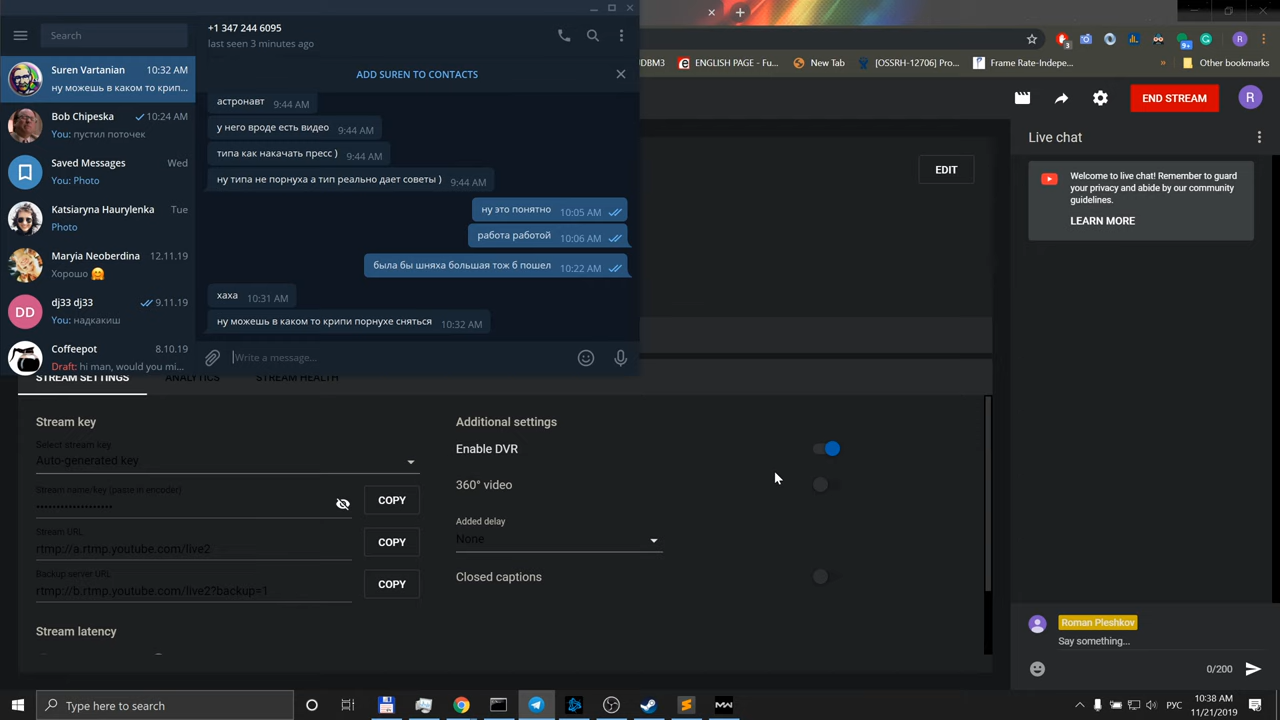 Search
Suren Vartanian
10:32 AM
ну можешь в каком то крипи...
Bob Chipeska
10:24 AM
You: пустил поточек
Saved Messages
Wed
You: Photo
Katsiaryna Haurylenka
Tue
Photo
Maryia Neoberdina
12.11.19
Хорошо 🤗
DD
dj33 dj33
9.11.19
You: надкакиш
Coffeepot
8.10.19
Draft: hi man, would you mi...
+1 347 244 6095
last seen 3 minutes ago
ADD SUREN TO CONTACTS
астронавт 9:44 AM
у него вроде есть видео 9:44 AM
типа как накачать пресс ) 9:44 AM
ну типа не порнуха а тип реально дает советы ) 9:44 AM
ну это понятно 10:05 AM
работа работой 10:06 AM
была бы шняха большая тож б пошел 10:22 AM
хаха 10:31 AM
ну можешь в каком то крипи порнухе сняться 10:32 AM
Write a message...
3
9+
R
DBM3
ENGLISH PAGE - Fu...
New Tab
[OSSRH-12706] Pro...
Frame Rate-Indepe...
»
Other bookmarks
END STREAM
R
EDIT
Live chat
Welcome to live chat! Remember to guard
your privacy and abide by our community
guidelines.
LEARN MORE
STREAM SETTINGS
ANALYTICS
STREAM HEALTH
Stream key
Select stream key
Auto-generated key
Stream name/key (paste in encoder)
COPY
Stream URL
rtmp://a.rtmp.youtube.com/live2
COPY
Backup server URL
rtmp://b.rtmp.youtube.com/live2?backup=1
COPY
Stream latency
Additional settings
Enable DVR
360° video
Added delay
None
Closed captions
Roman Pleshkov
Say something...
0/200
Type here to search
РУС
10:38 AM
11/21/2019